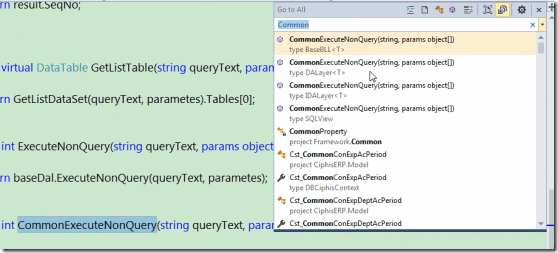 rn result.SeqNo;
virtual DataTable GetListTable(string queryText, param
rn GetListDataSet(queryText, parametes).Tables[0];
int ExecuteNonQuery(string queryText, params object
rn baseDal.ExecuteNonQuery(queryText, parametes);
int CommonExecuteNonQuery(string queryText, para
Go to All
Common
CommonExecuteNonQuery(string, params object[])
type BaseBLL<T>
CommonExecuteNonQuery(string, params object[])
type DALayer<T>
CommonExecuteNonQuery(string, params object[])
type IDALayer<T>
CommonExecuteNonQuery(string, params object[])
type SQLView
CommonProperty
project Framework.Common
Cst_CommonConExpAcPeriod
project CiphisERP.Model
Cst_CommonConExpAcPeriod
type DBCiphisContext
Cst_CommonExpDeptAcPeriod
project CiphisERP.Model
Cst_CommonExpDeptAcPeriod